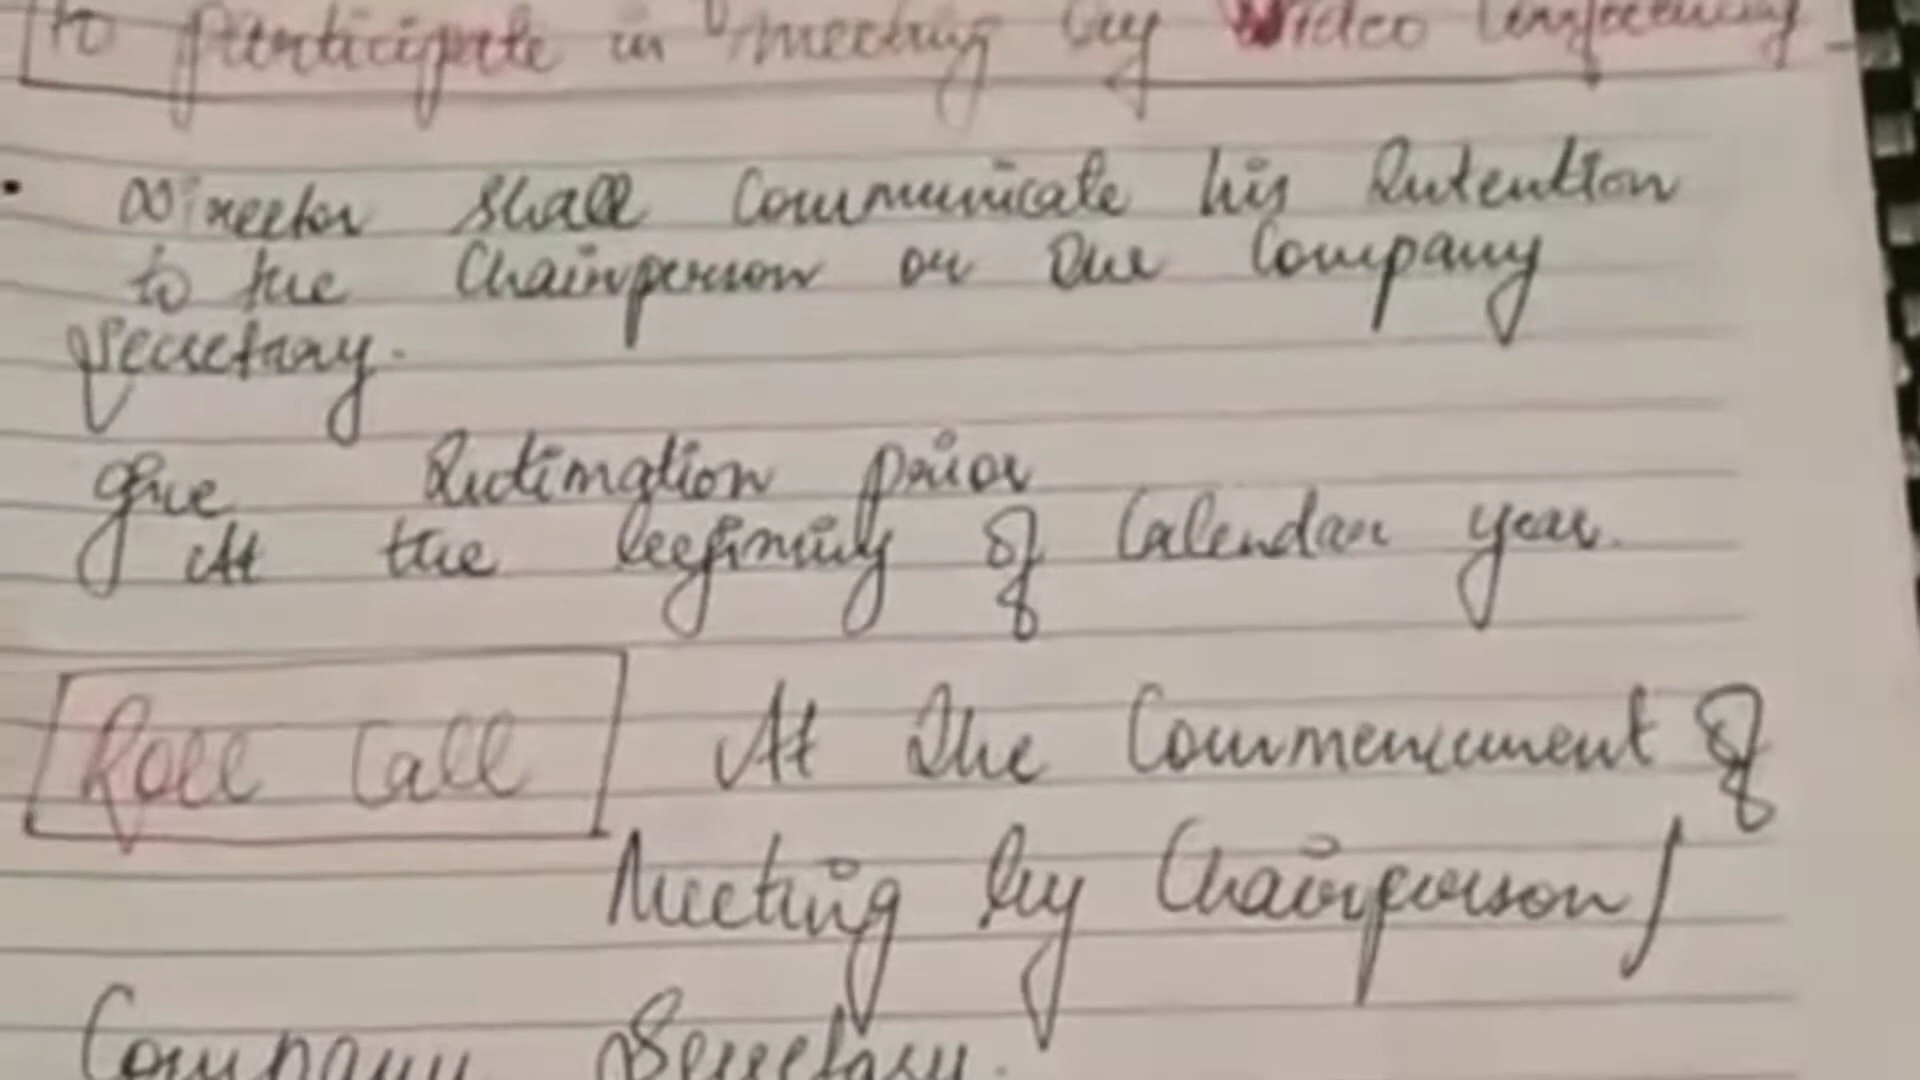 to participate in meeting by Video Conferencing
• Director shall Communicate his Intention
to the Chairperson or the Company
Secretary.
give Intimation prior
At the beginning of Calendar year.
Roll Call At the Commencement of
Meeting by Chairperson/
Company Secretary.